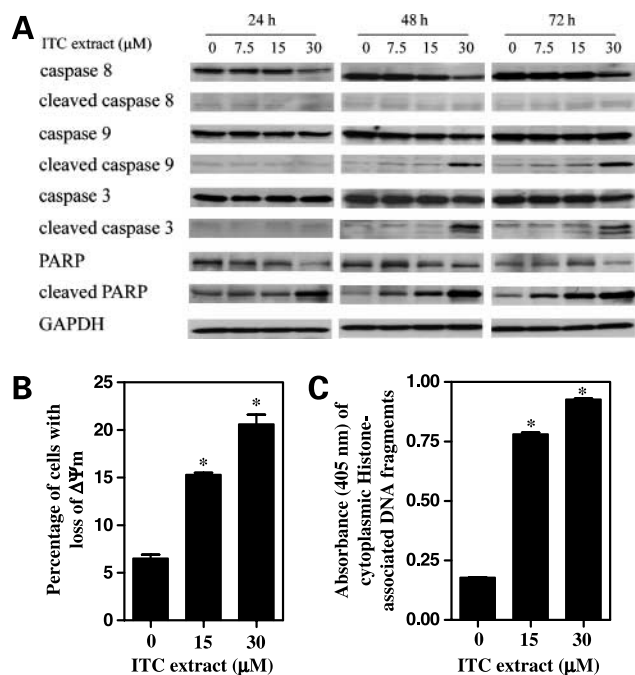 A
24 h 48 h 72 h
ITC extract (μM) 0 7.5 15 30 0 7.5 15 30 0 7.5 15 30
caspase 8
cleaved caspase 8
caspase 9
cleaved caspase 9
caspase 3
cleaved caspase 3
PARP
cleaved PARP
GAPDH
B
Percentage of cells with
loss of ΔΨm
25
20
15
10
5
0
*
*
0 15 30
ITC extract (μM)
C
Absorbance (405 nm) of
cytoplasmic Histone-
associated DNA fragmemts
1.00
0.75
0.50
0.25
0.00
*
*
0 15 30
ITC extract (μM)